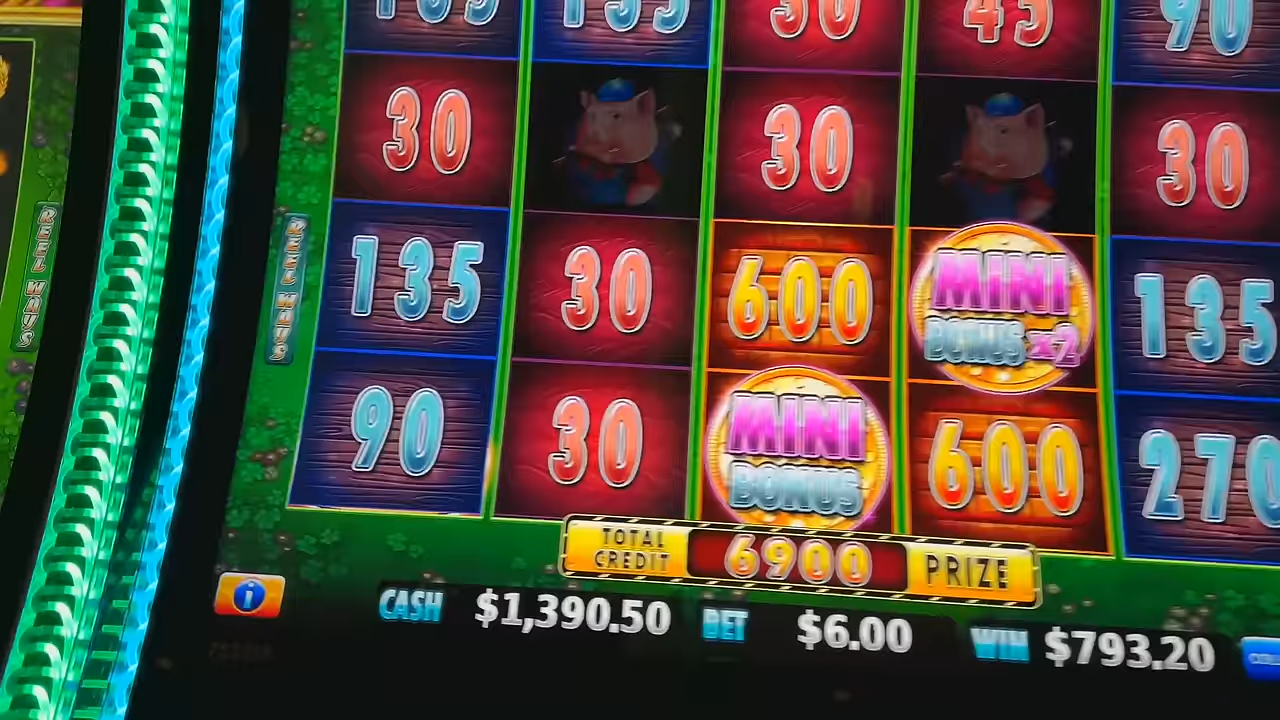 135 30 45 90
30 30 30
135 30 600 MINI BONUS x2 135
90 30 MINI BONUS 600 270
REEL WAYS
REEL WAYS
TOTAL CREDIT 6900 PRIZE
CASH $1,390.50 BET $6.00 WIN $793.20